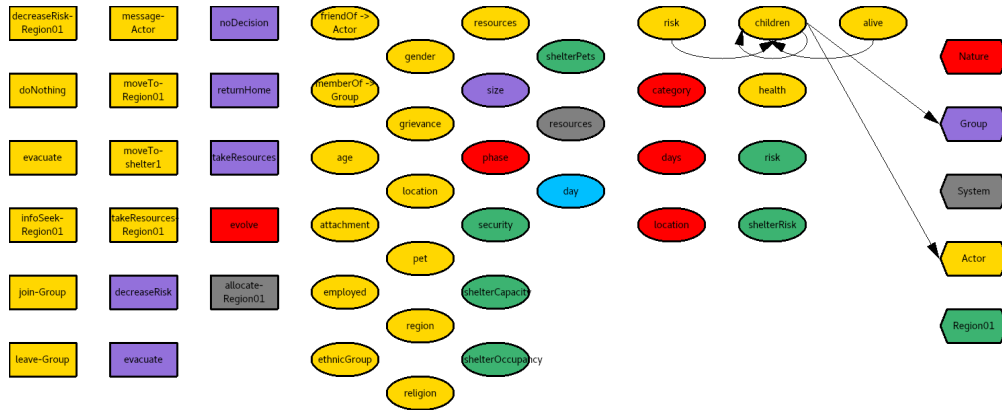 decreaseRisk-
Region01
message-
Actor
noDecision
friendOf ->
Actor
resources
risk
children
alive
gender
shelterPets
Nature
doNothing
moveTo-
Region01
returnHome
memberOf ->
Group
size
category
health
grievance
resources
Group
evacuate
moveTo-
shelter1
takeResources
age
phase
days
risk
location
day
System
infoSeek-
Region01
takeResources-
Region01
evolve
attachment
security
location
shelterRisk
pet
Actor
join-Group
decreaseRisk
allocate-
Region01
employed
shelterCapacity
region
Region01
leave-Group
evacuate
ethnicGroup
shelterOccupancy
religion